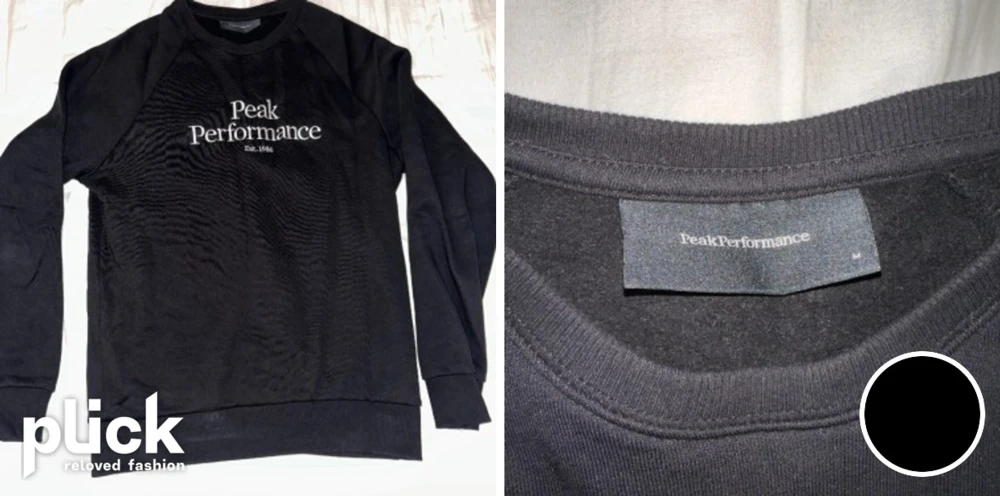 Peak
Performance
Est. 1986
PeakPerformance
M
plick
reloved fashion